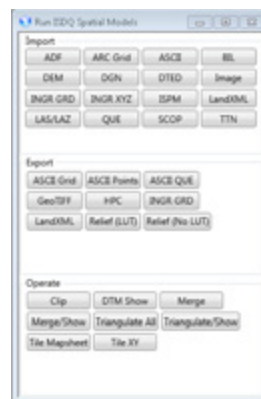 Run ISDQ Spatial Models
Import
ADF ARC Grid ASCII BIL
DEM DGN DTED Image
INGR GRD INGR XYZ ISPM LandXML
LAS/LAZ QUE SCOP TTN
Export
ASCII Grid ASCII Points ASCII QUE
GeoTIFF HPC INGR GRD
LandXML Relief (LUT) Relief (No LUT)
Operate
Clip DTM Show Merge
Merge/Show Triangulate All Triangulate/Show
Tile Mapsheet Tile XY